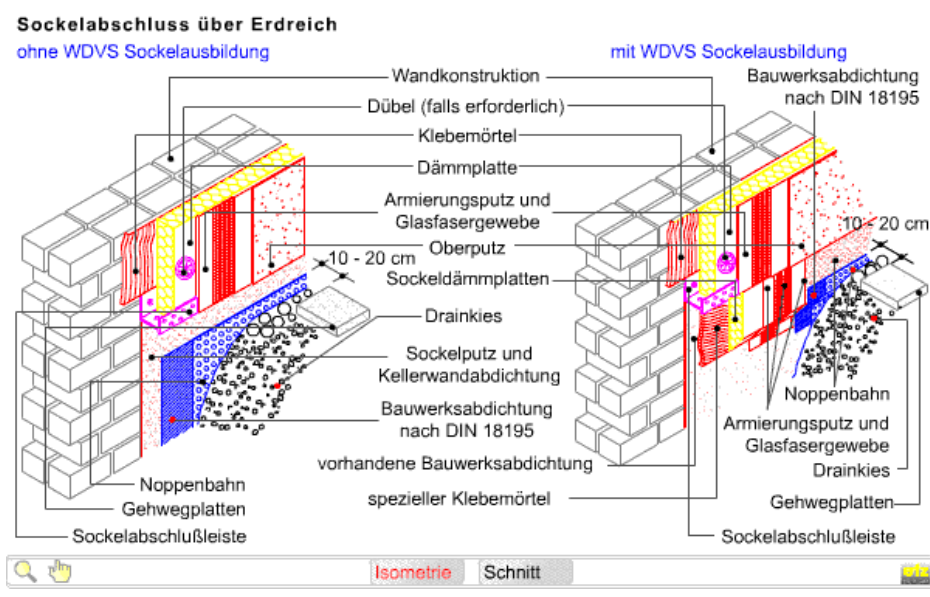 Sockelabschluss über Erdreich
ohne WDVS Sockelausbildung
mit WDVS Sockelausbildung
Wandkonstruktion
Bauwerksabdichtung
nach DIN 18195
Dübel (falls erforderlich)
Klebemörtel
Dämmplatte
Armierungsputz und
Glasfasergewebe
10 - 20 cm
Oberputz
10 - 20 cm
Sockeldämmplatten
Drainkies
Sockelputz und
Kellerwandabdichtung
Noppenbahn
Bauwerksabdichtung
nach DIN 18195
Armierungsputz und
Glasfasergewebe
vorhandene Bauwerksabdichtung
Drainkies
Noppenbahn
spezieller Klebemörtel
Gehwegplatten
Gehwegplatten
Sockelabschlußleiste
Sockelabschlußleiste
Isometrie
Schnitt